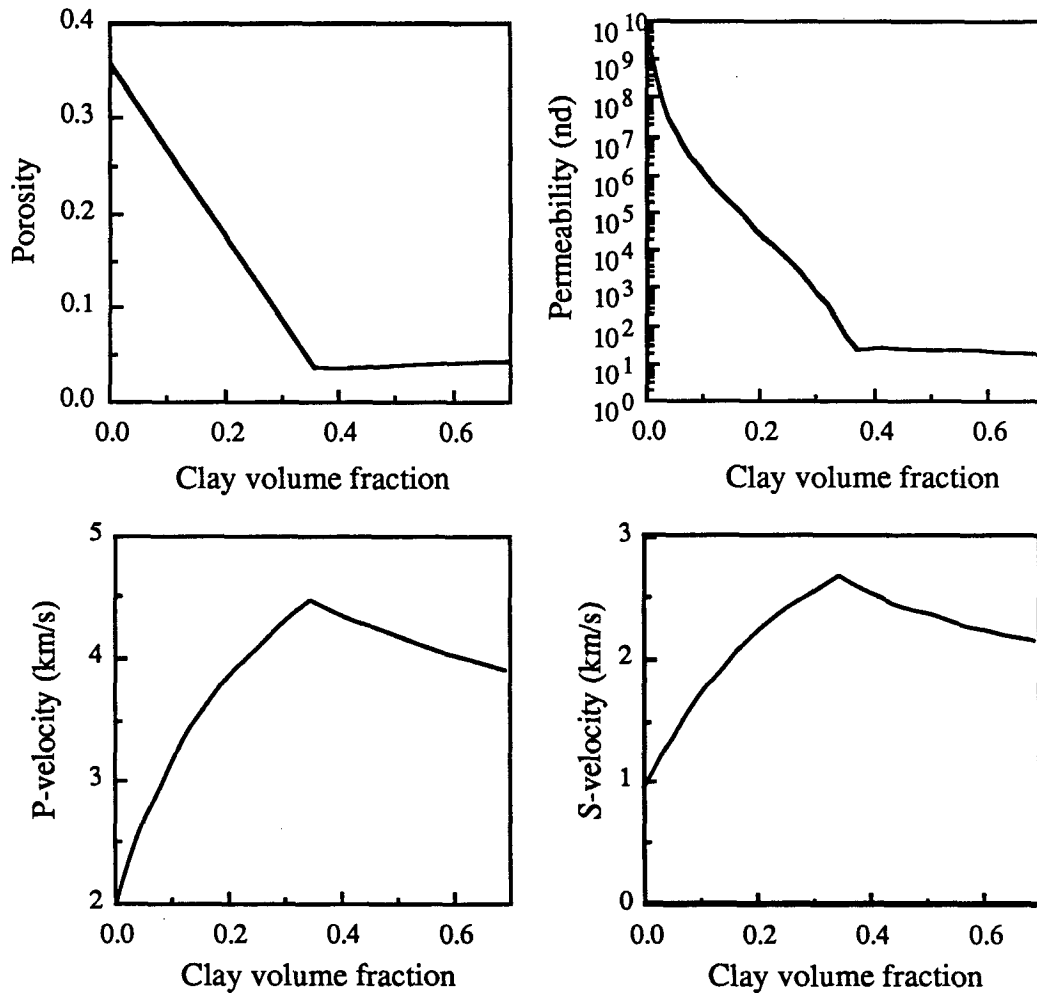 0.4
0.3
0.2
0.1
0.0
Porosity
0.0 0.2 0.4 0.6
Clay volume fraction
10^10
10^9
10^8
10^7
10^6
10^5
10^4
10^3
10^2
10^1
10^0
Permeability (nd)
0.0 0.2 0.4 0.6
Clay volume fraction
5
4
3
2
P-velocity (km/s)
0.0 0.2 0.4 0.6
Clay volume fraction
3
2
1
0
S-velocity (km/s)
0.0 0.2 0.4 0.6
Clay volume fraction